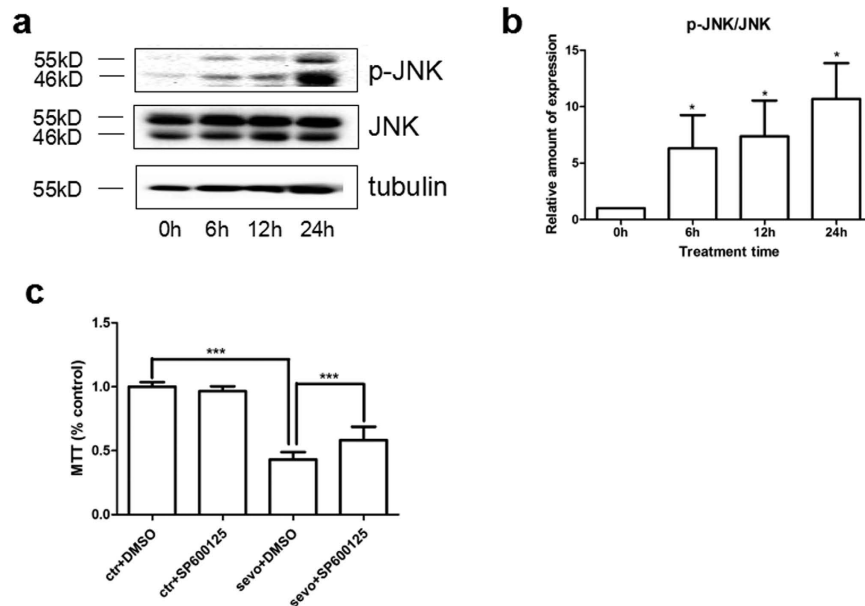 a
55kD
46kD
p-JNK
55kD
46kD
JNK
55kD
tubulin
0h 6h 12h 24h
b
p-JNK/JNK
Relative amount of expression
15
10
5
0
* * *
0h 6h 12h 24h
Treatment time
c
MTT (% control)
1.5
1.0
0.5
0.0
*** ***
ctr+DMSO
ctr+SP600125
sevo+DMSO
sevo+SP600125